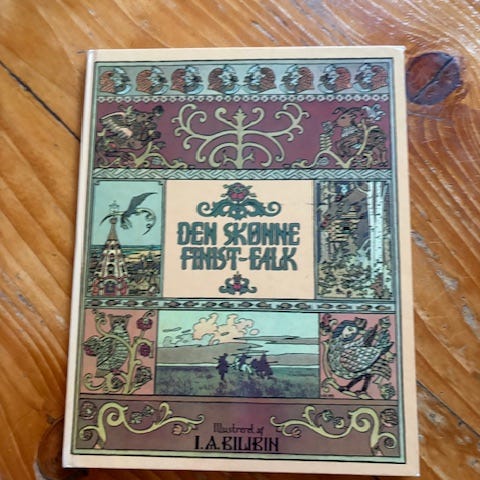 DEN SKØNNE
FINIST-FALK
Illustreret af
I. A. BILIBIN